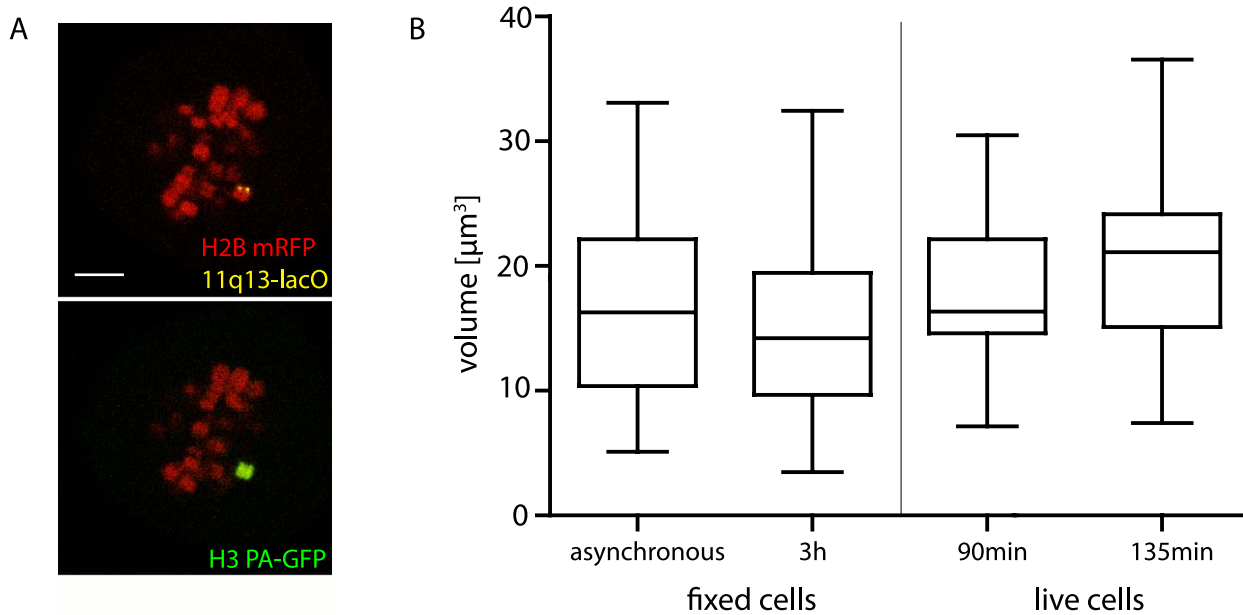 A
H2B mRFP
11q13-lacO
H3 PA-GFP
B
volume [µm³]
40
30
20
10
0
asynchronous
3h
90min
135min
fixed cells
live cells